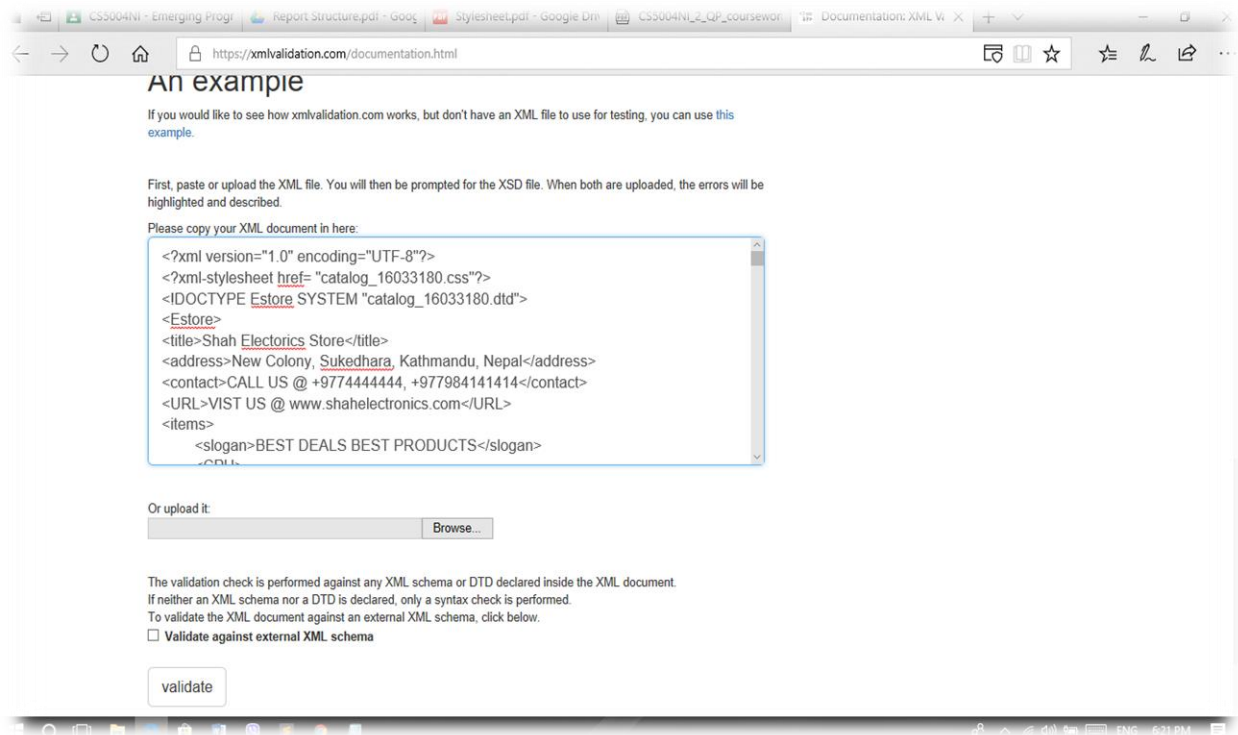 CS5004NI - Emerging Progr
Report Structure.pdf - Goog
Stylesheet.pdf - Google Driv
CS5004NI_2_QP_coursewor
Documentation: XML Va
https://xmlvalidation.com/documentation.html
An example
If you would like to see how xmlvalidation.com works, but don't have an XML file to use for testing, you can use this
example.
First, paste or upload the XML file. You will then be prompted for the XSD file. When both are uploaded, the errors will be
highlighted and described.
Please copy your XML document in here:
<?xml version="1.0" encoding="UTF-8"?>
<?xml-stylesheet href= "catalog_16033180.css"?>
<!DOCTYPE Estore SYSTEM "catalog_16033180.dtd">
<Estore>
<title>Shah Electorics Store</title>
<address>New Colony, Sukedhara, Kathmandu, Nepal</address>
<contact>CALL US @ +9774444444, +977984141414</contact>
<URL>VIST US @ www.shahelectronics.com</URL>
<items>
<slogan>BEST DEALS BEST PRODUCTS</slogan>
Or upload it:
Browse...
The validation check is performed against any XML schema or DTD declared inside the XML document.
If neither an XML schema nor a DTD is declared, only a syntax check is performed.
To validate the XML document against an external XML schema, click below.
Validate against external XML schema
validate
ENG 6:21 PM